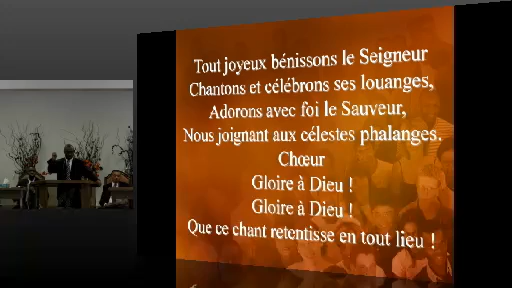 Tout joyeux bénissons le Seigneur
Chantons et célébrons ses louanges,
Adorons avec foi le Sauveur,
Nous joignant aux célestes phalanges.
Chœur
Gloire à Dieu !
Gloire à Dieu !
Que ce chant retentisse en tout lieu !